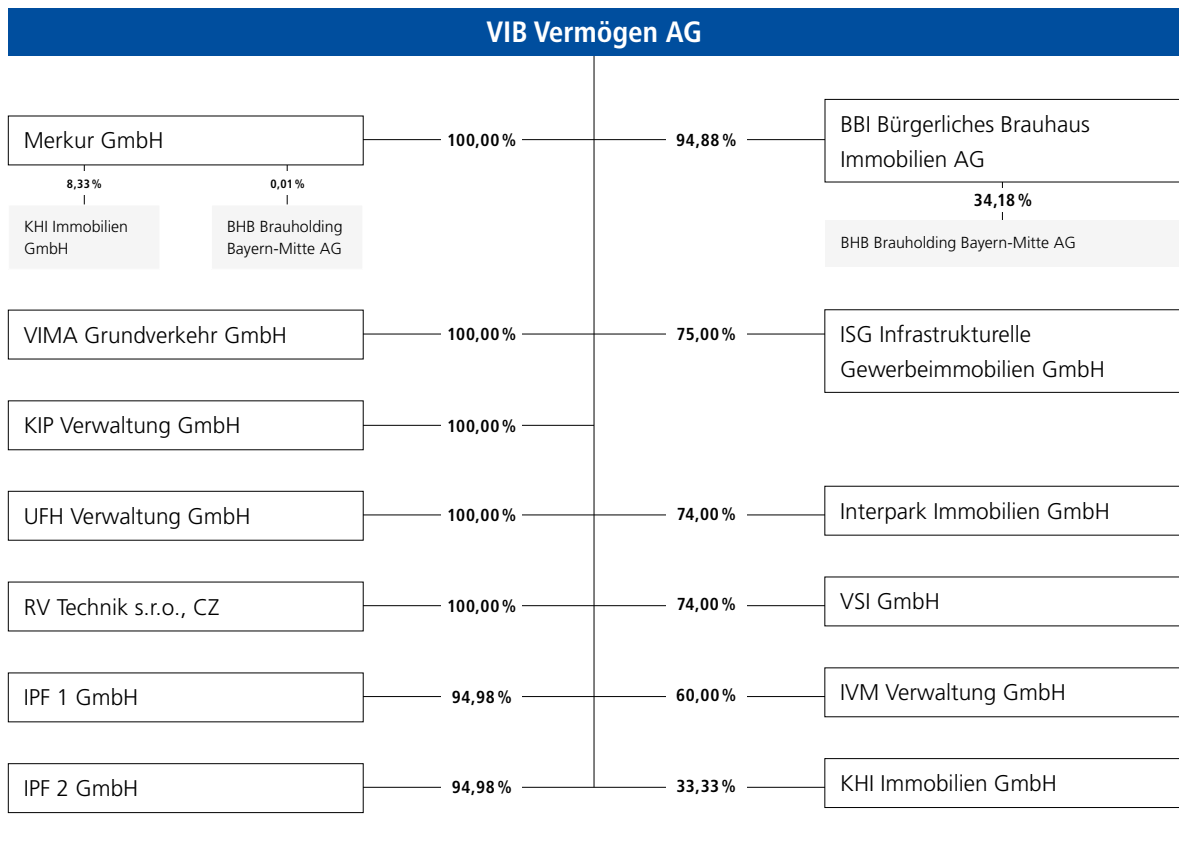 VIB Vermögen AG
Merkur GmbH
100,00 %
94,88 %
BBI Bürgerliches Brauhaus
Immobilien AG
8,33 %
0,01 %
34,18 %
KHI Immobilien
GmbH
BHB Brauholding
Bayern-Mitte AG
BHB Brauholding Bayern-Mitte AG
VIMA Grundverkehr GmbH
100,00 %
75,00 %
ISG Infrastrukturelle
Gewerbeimmobilien GmbH
KIP Verwaltung GmbH
100,00 %
UFH Verwaltung GmbH
100,00 %
74,00 %
Interpark Immobilien GmbH
RV Technik s.r.o., CZ
100,00 %
74,00 %
VSI GmbH
IPF 1 GmbH
94,98 %
60,00 %
IVM Verwaltung GmbH
IPF 2 GmbH
94,98 %
33,33 %
KHI Immobilien GmbH